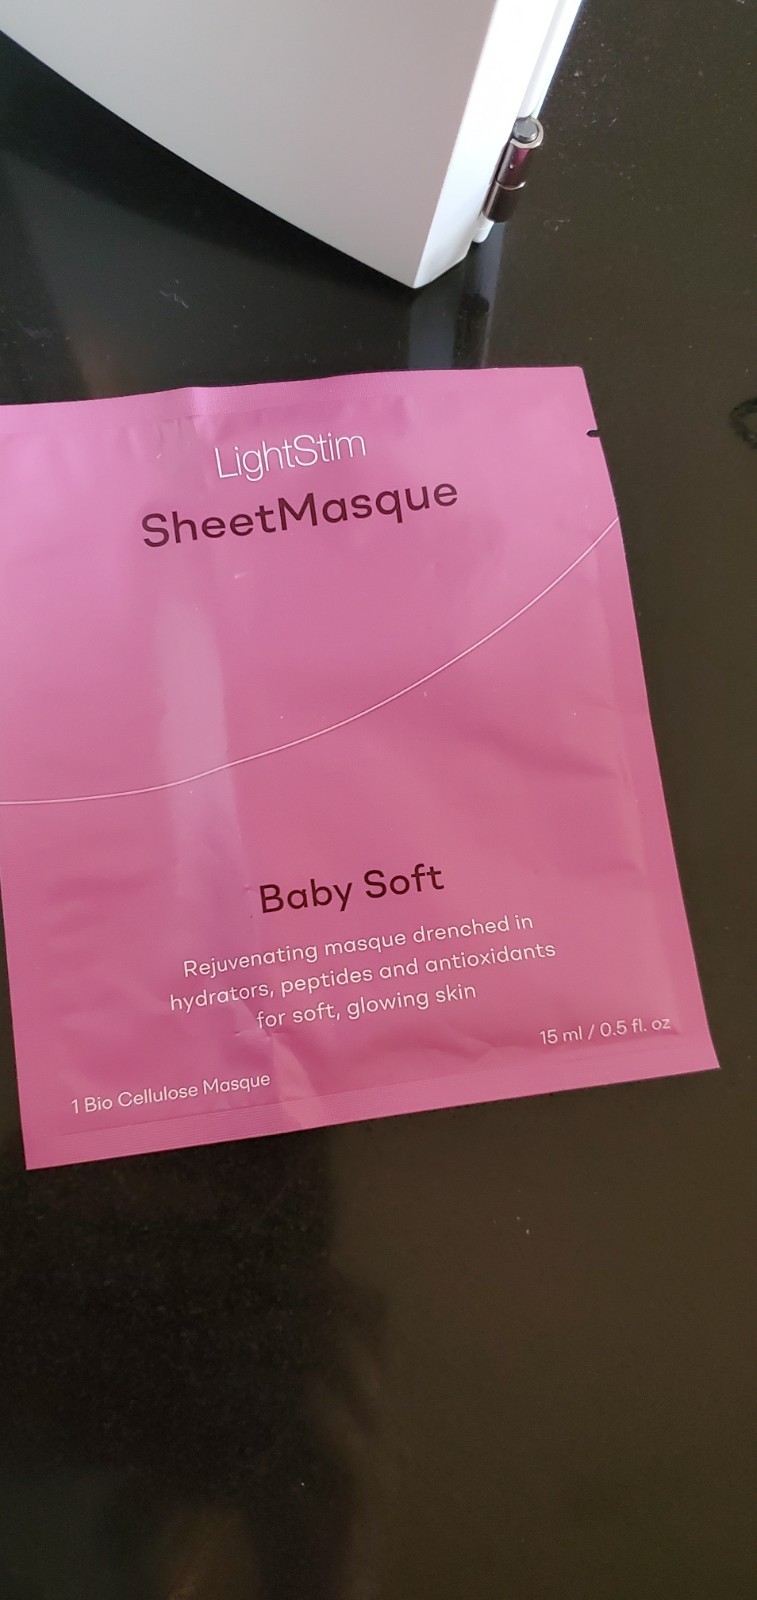 LightStim
SheetMasque
Baby Soft
Rejuvenating masque drenched in
hydrators, peptides and antioxidants
for soft, glowing skin
15 ml / 0.5 fl. oz
1 Bio Cellulose Masque